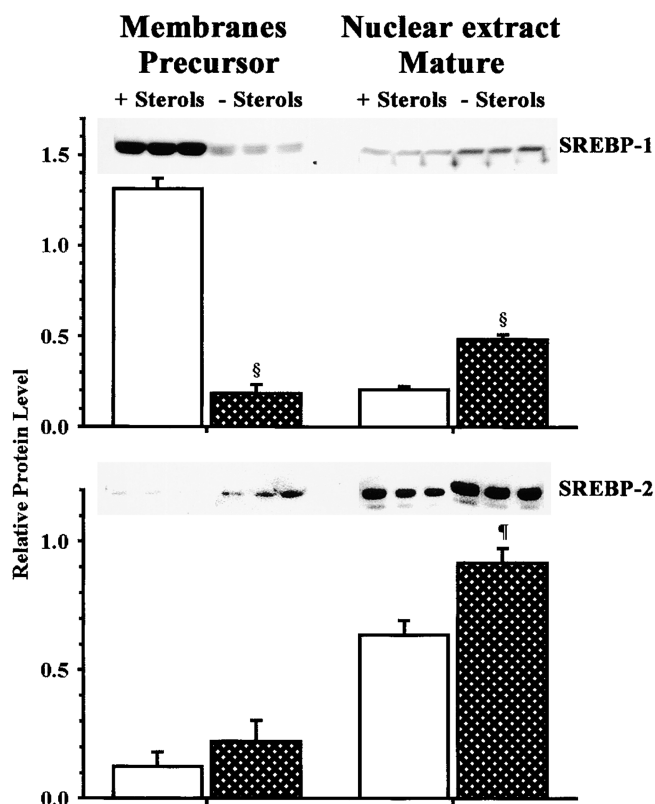 Membranes Nuclear extract
Precursor Mature
+ Sterols - Sterols + Sterols - Sterols
SREBP-1
1.5
1.0
§
0.5
§
0.0
Relative Protein Level
SREBP-2
¶
1.0
0.5
0.0